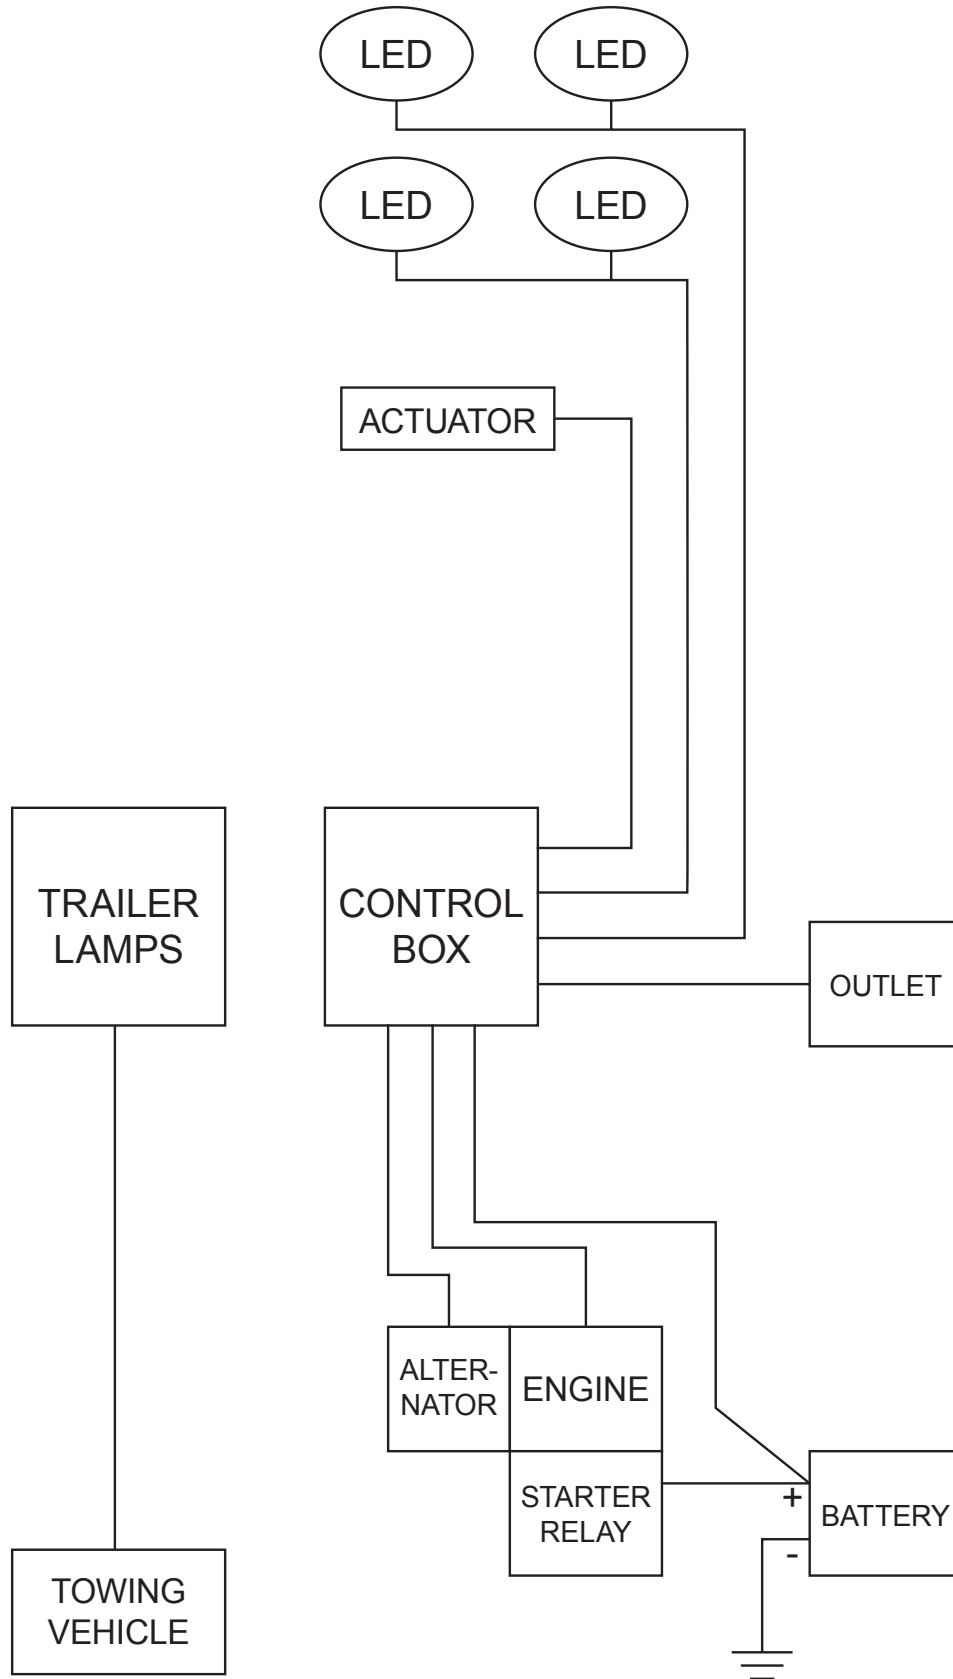 LED
LED
LED
LED
ACTUATOR
TRAILER
LAMPS
CONTROL
BOX
OUTLET
ALTER-
NATOR
ENGINE
STARTER
RELAY
+
-
BATTERY
TOWING
VEHICLE